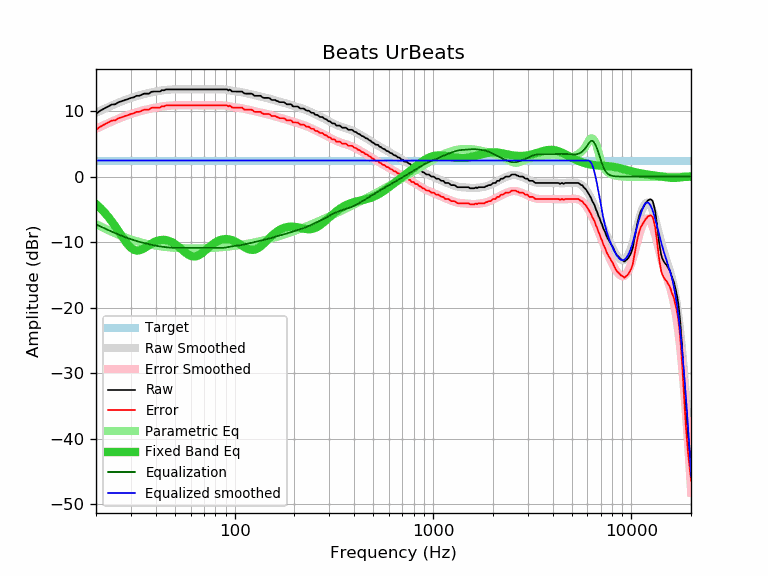 Beats UrBeats
Amplitude (dBr)
10
0
−10
−20
−30
−40
−50
Target
Raw Smoothed
Error Smoothed
Raw
Error
Parametric Eq
Fixed Band Eq
Equalization
Equalized smoothed
100
1000
10000
Frequency (Hz)